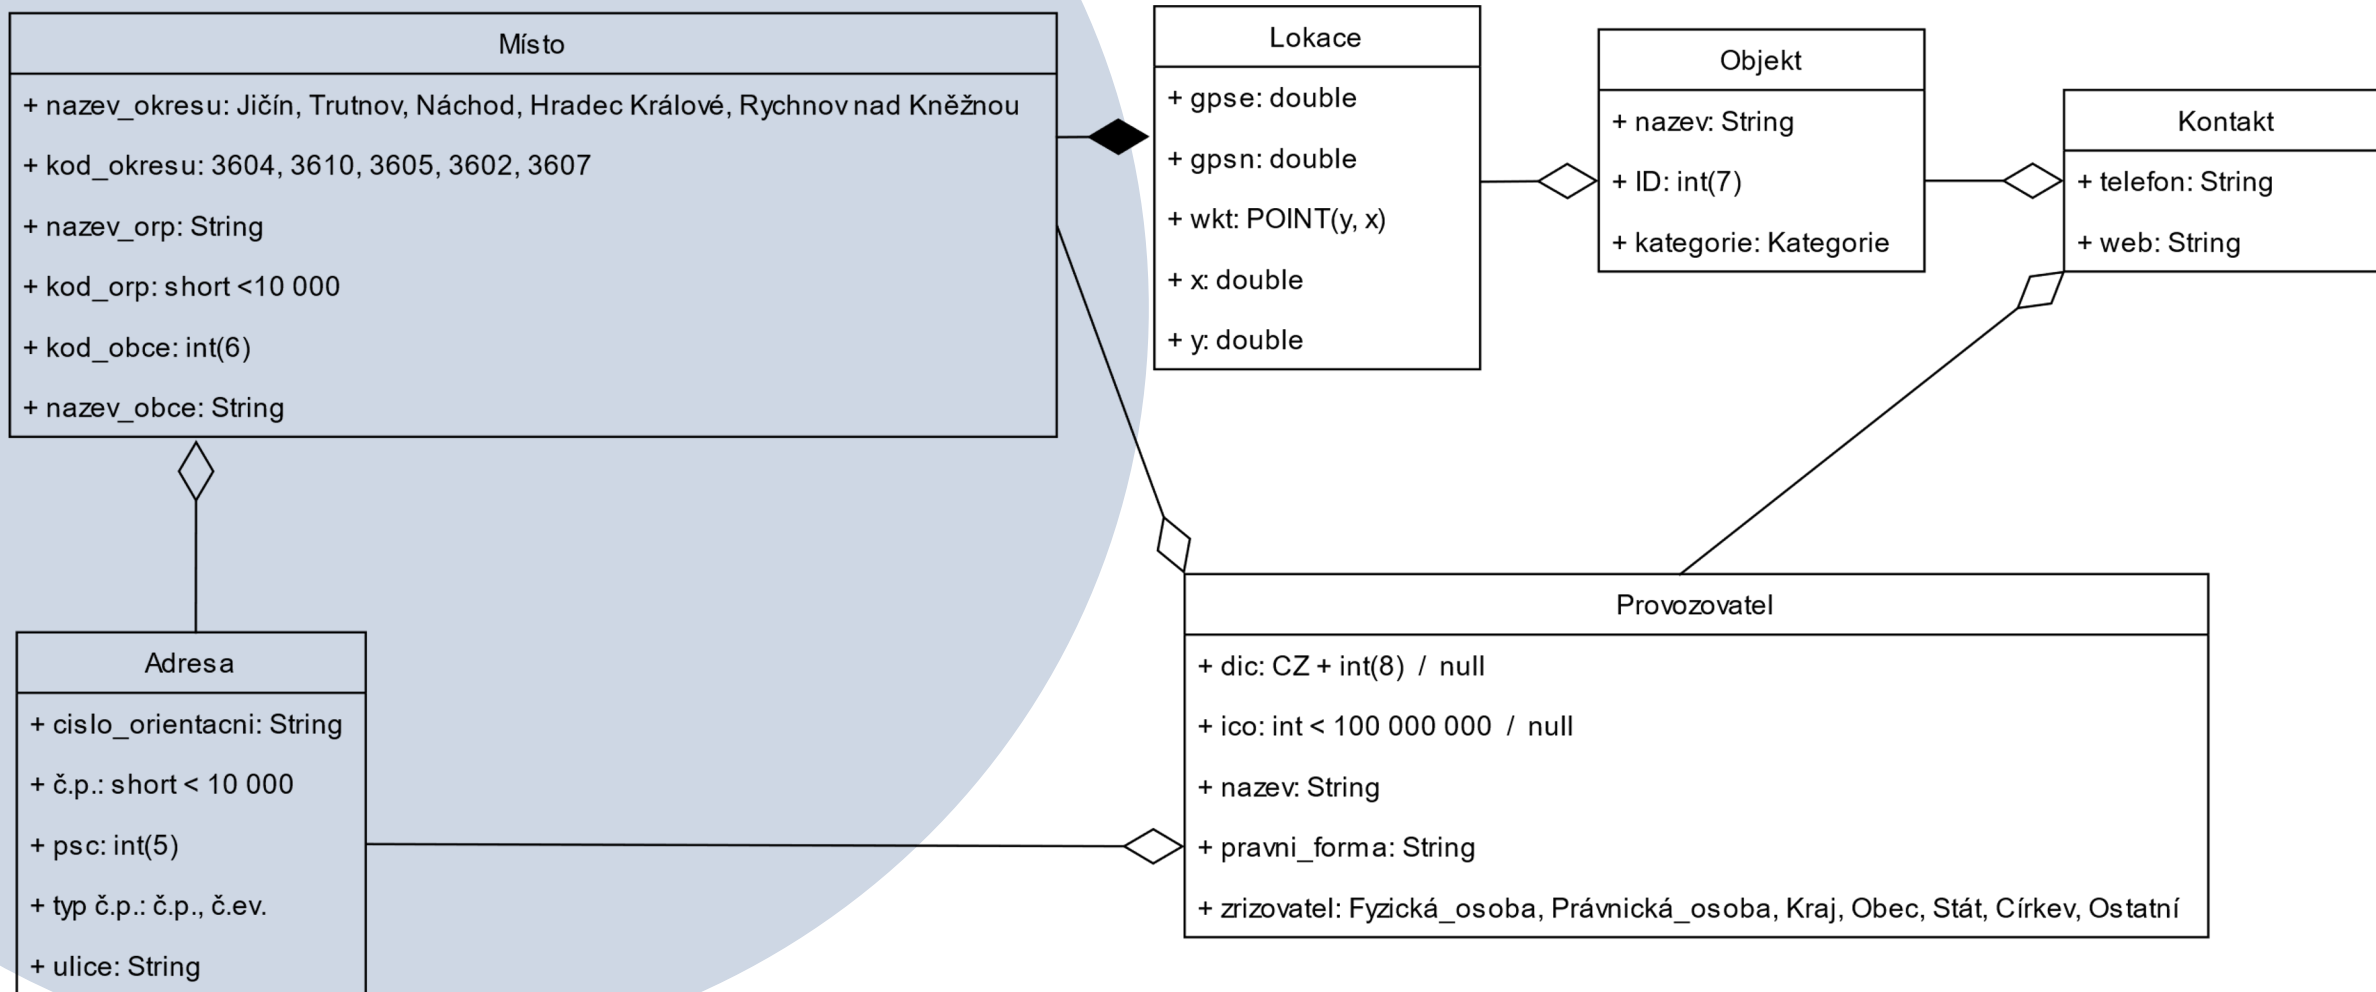 Místo
+ nazev_okresu: Jičín, Trutnov, Náchod, Hradec Králové, Rychnov nad Kněžnou
+ kod_okresu: 3604, 3610, 3605, 3602, 3607
+ nazev_orp: String
+ kod_orp: short <10 000
+ kod_obce: int(6)
+ nazev_obce: String
Lokace
+ gpse: double
+ gpsn: double
+ wkt: POINT(y, x)
+ x: double
+ y: double
Objekt
+ nazev: String
+ ID: int(7)
+ kategorie: Kategorie
Kontakt
+ telefon: String
+ web: String
Adresa
+ cislo_orientacni: String
+ č.p.: short < 10 000
+ psc: int(5)
+ typ č.p.: č.p., č.ev.
+ ulice: String
Provozovatel
+ dic: CZ + int(8) / null
+ ico: int < 100 000 000 / null
+ nazev: String
+ pravni_forma: String
+ zrizovatel: Fyzická_osoba, Právnická_osoba, Kraj, Obec, Stát, Církev, Ostatní